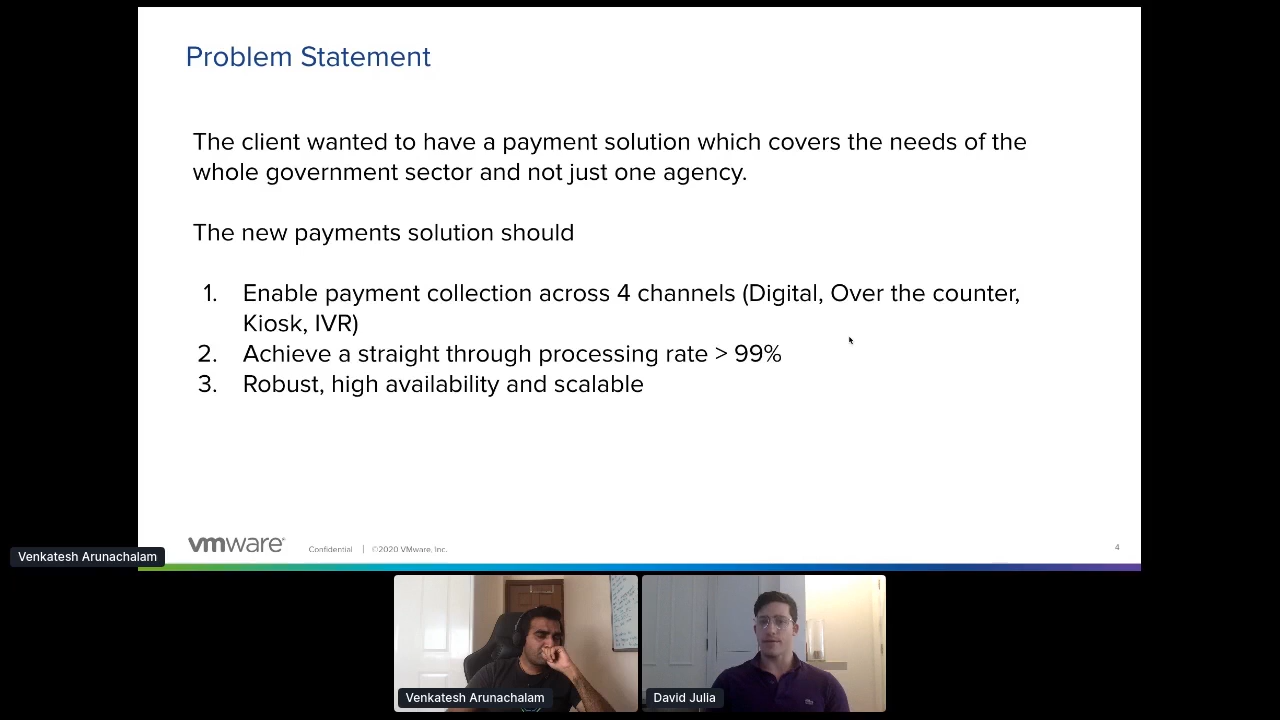 Problem Statement
The client wanted to have a payment solution which covers the needs of the
whole government sector and not just one agency.
The new payments solution should
1. Enable payment collection across 4 channels (Digital, Over the counter,
Kiosk, IVR)
2. Achieve a straight through processing rate > 99%
3. Robust, high availability and scalable
vmware®
Confidential | ©2020 VMware, Inc.
4
Venkatesh Arunachalam
Venkatesh Arunachalam
David Julia